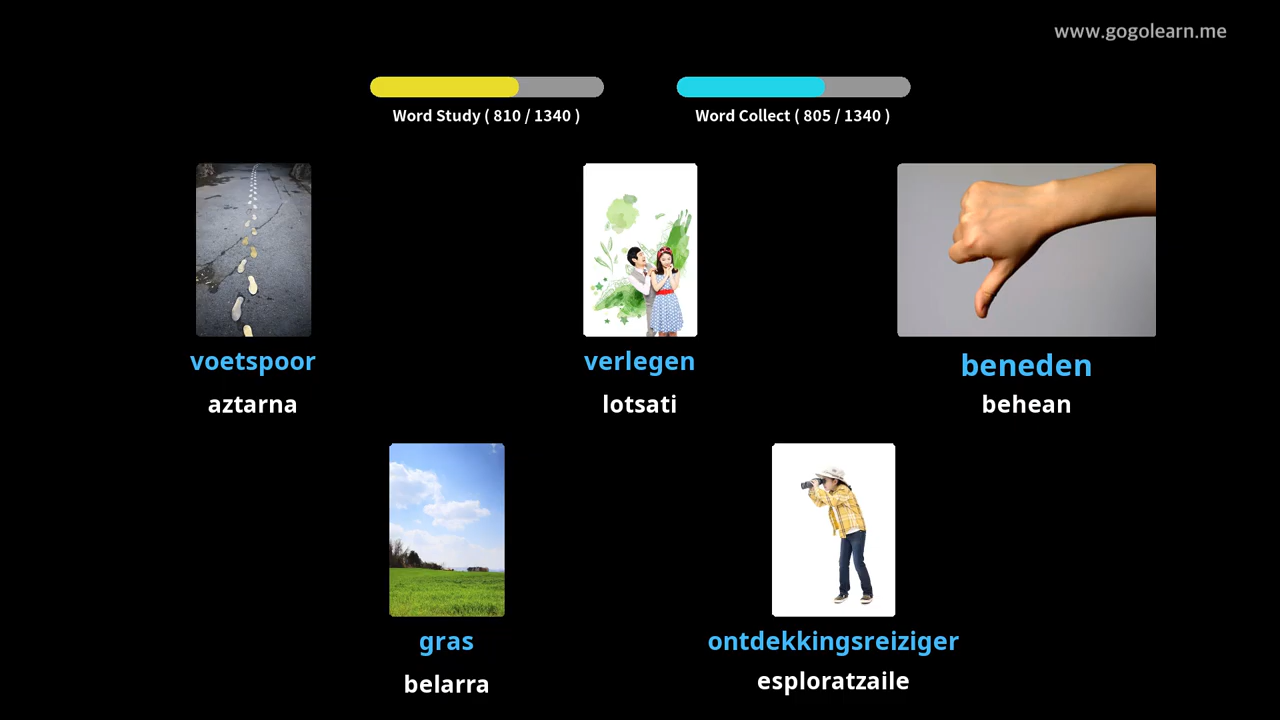 www.gogolearn.me
Word Study ( 810 / 1340 )
Word Collect ( 805 / 1340 )
voetspoor
aztarna
verlegen
lotsati
beneden
behean
gras
belarra
ontdekkingsreiziger
esploratzaile